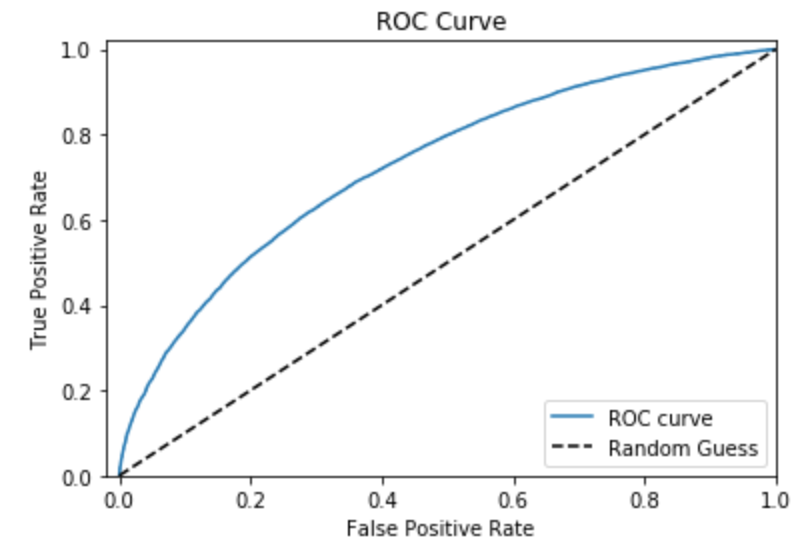 ROC Curve
1.0
0.8
0.6
0.4
0.2
0.0
True Positive Rate
0.0 0.2 0.4 0.6 0.8 1.0
False Positive Rate
ROC curve
Random Guess